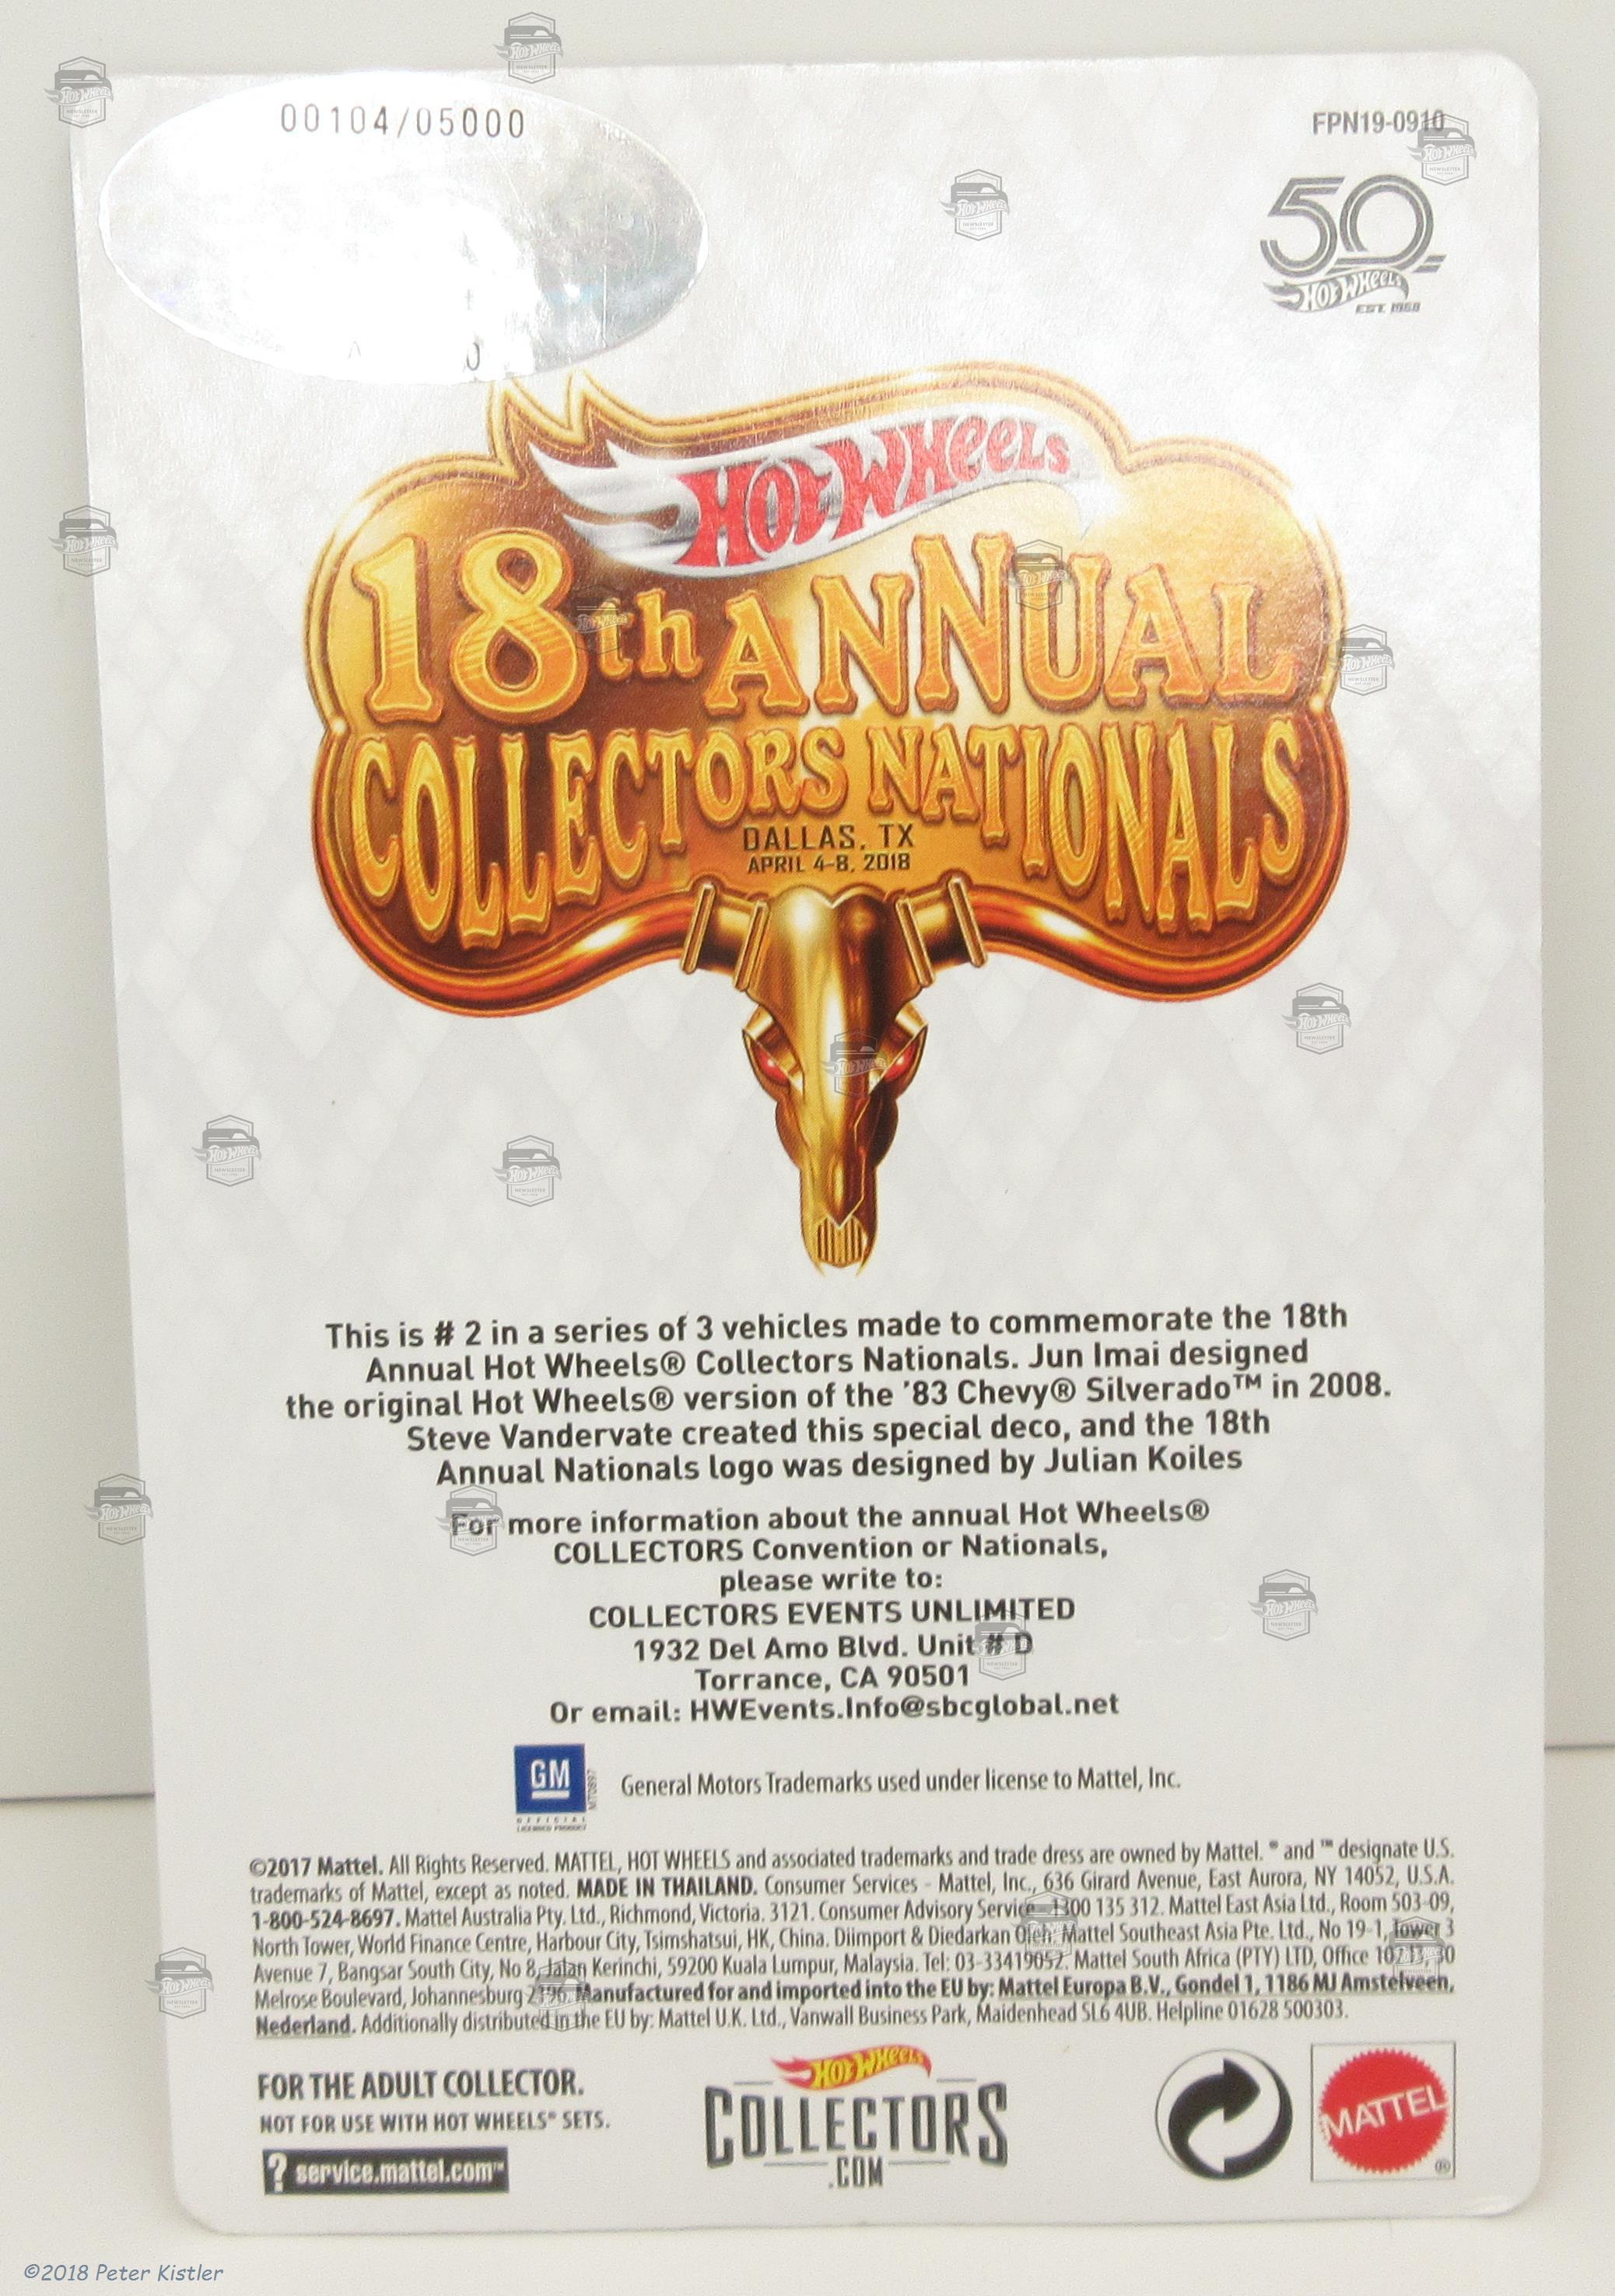 00104/05000
FPN19-0910
50
HOT WHEELS
EST. 1968
HOT WHEELS
18th ANNUAL
COLLECTORS NATIONALS
DALLAS, TX
APRIL 4-8, 2018
This is # 2 in a series of 3 vehicles made to commemorate the 18th
Annual Hot Wheels® Collectors Nationals. Jun Imai designed
the original Hot Wheels® version of the '83 Chevy® Silverado™ in 2008.
Steve Vandervate created this special deco, and the 18th
Annual Nationals logo was designed by Julian Koiles
For more information about the annual Hot Wheels®
COLLECTORS Convention or Nationals,
please write to:
COLLECTORS EVENTS UNLIMITED
1932 Del Amo Blvd. Unit # D
Torrance, CA 90501
Or email: HWEvents.Info@sbcglobal.net
GM
OFFICIAL
LICENSED PRODUCT
General Motors Trademarks used under license to Mattel, Inc.
©2017 Mattel. All Rights Reserved. MATTEL, HOT WHEELS and associated trademarks and trade dress are owned by Mattel. ® and ™ designate U.S.
trademarks of Mattel, except as noted. MADE IN THAILAND. Consumer Services - Mattel, Inc., 636 Girard Avenue, East Aurora, NY 14052, U.S.A.
1-800-524-8697. Mattel Australia Pty. Ltd., Richmond, Victoria. 3121. Consumer Advisory Service - 1300 135 312. Mattel East Asia Ltd., Room 503-09,
North Tower, World Finance Centre, Harbour City, Tsimshatsui, HK, China. Diimport & Diedarkan Oleh: Mattel Southeast Asia Pte. Ltd., No 19-1, Tower 3
Avenue 7, Bangsar South City, No 8, Jalan Kerinchi, 59200 Kuala Lumpur, Malaysia. Tel: 03-33419052. Mattel South Africa (PTY) LTD, Office
Melrose Boulevard, Johannesburg 2196. Manufactured for and imported into the EU by: Mattel Europa B.V., Gondel 1, 1186 MJ Amstelveen,
Nederland. Additionally distributed in the EU by: Mattel U.K. Ltd., Vanwall Business Park, Maidenhead SL6 4UB. Helpline 01628 500303.
FOR THE ADULT COLLECTOR.
NOT FOR USE WITH HOT WHEELS® SETS.
? service.mattel.com™
HOT WHEELS
COLLECTORS
.COM
MATTEL
®
©2018 Peter Kistler